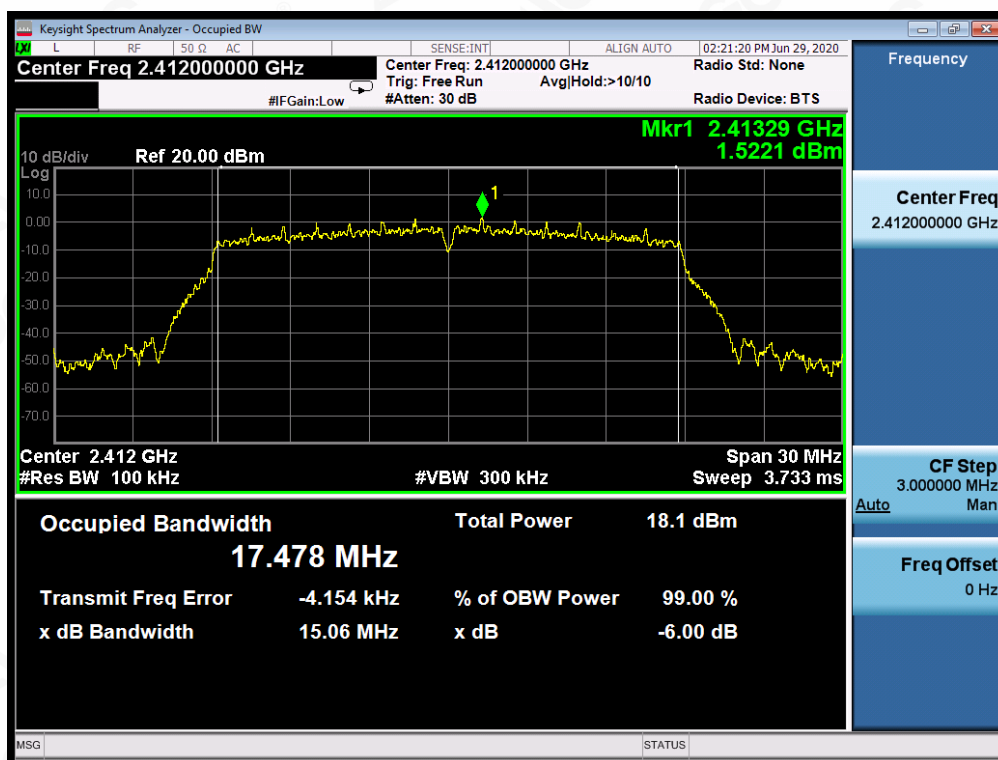 Keysight Spectrum Analyzer - Occupied BW
LXI L RF 50 Ω AC SENSE:INT ALIGN AUTO 02:21:20 PM Jun 29, 2020
Center Freq 2.412000000 GHz
Center Freq: 2.412000000 GHz Radio Std: None
Trig: Free Run Avg|Hold:>10/10
#IFGain:Low #Atten: 30 dB Radio Device: BTS
Frequency
Mkr1 2.41329 GHz
1.5221 dBm
10 dB/div Ref 20.00 dBm
Log
10.0
0.00
-10.0
-20.0
-30.0
-40.0
-50.0
-60.0
-70.0
1
Center 2.412 GHz Span 30 MHz
#Res BW 100 kHz #VBW 300 kHz Sweep 3.733 ms
Occupied Bandwidth Total Power 18.1 dBm
17.478 MHz
Transmit Freq Error -4.154 kHz % of OBW Power 99.00 %
x dB Bandwidth 15.06 MHz x dB -6.00 dB
Center Freq
2.412000000 GHz
CF Step
3.000000 MHz
Auto Man
Freq Offset
0 Hz
MSG STATUS